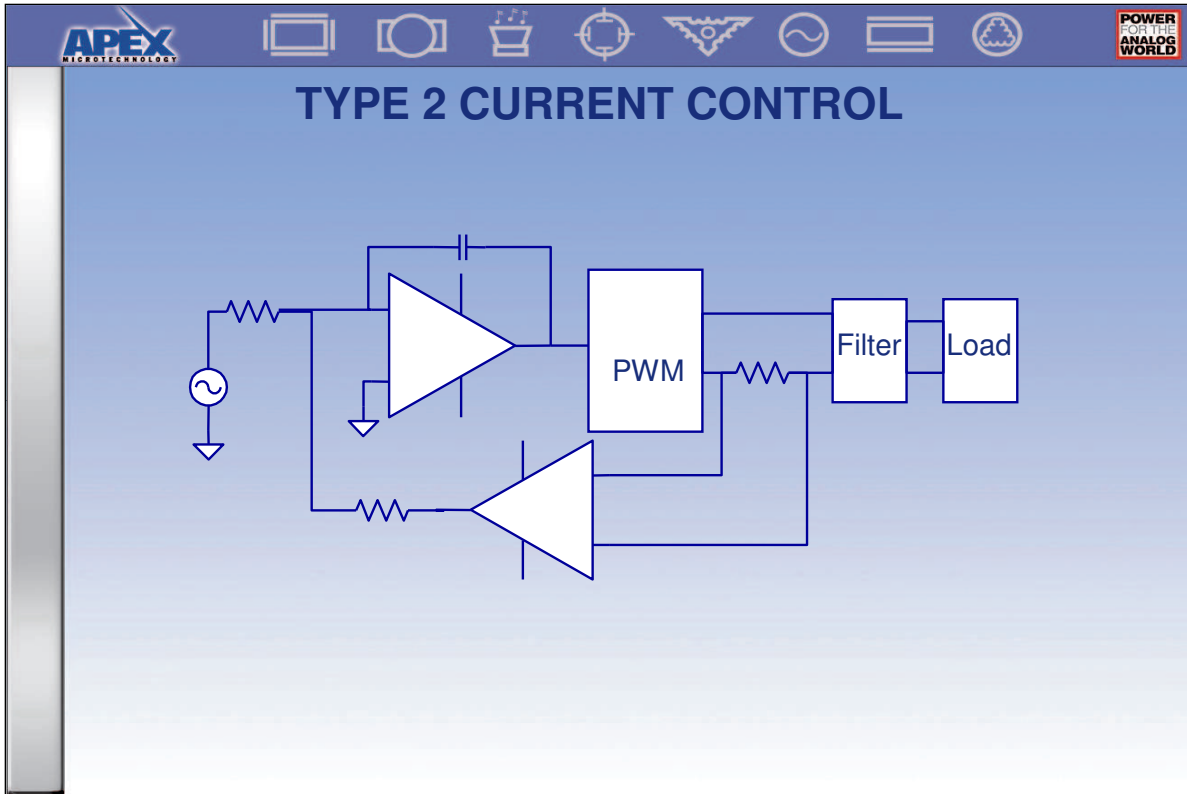 APEX
MICROTECHNOLOGY
POWER
FOR THE
ANALOG
WORLD
TYPE 2 CURRENT CONTROL
PWM
Filter
Load